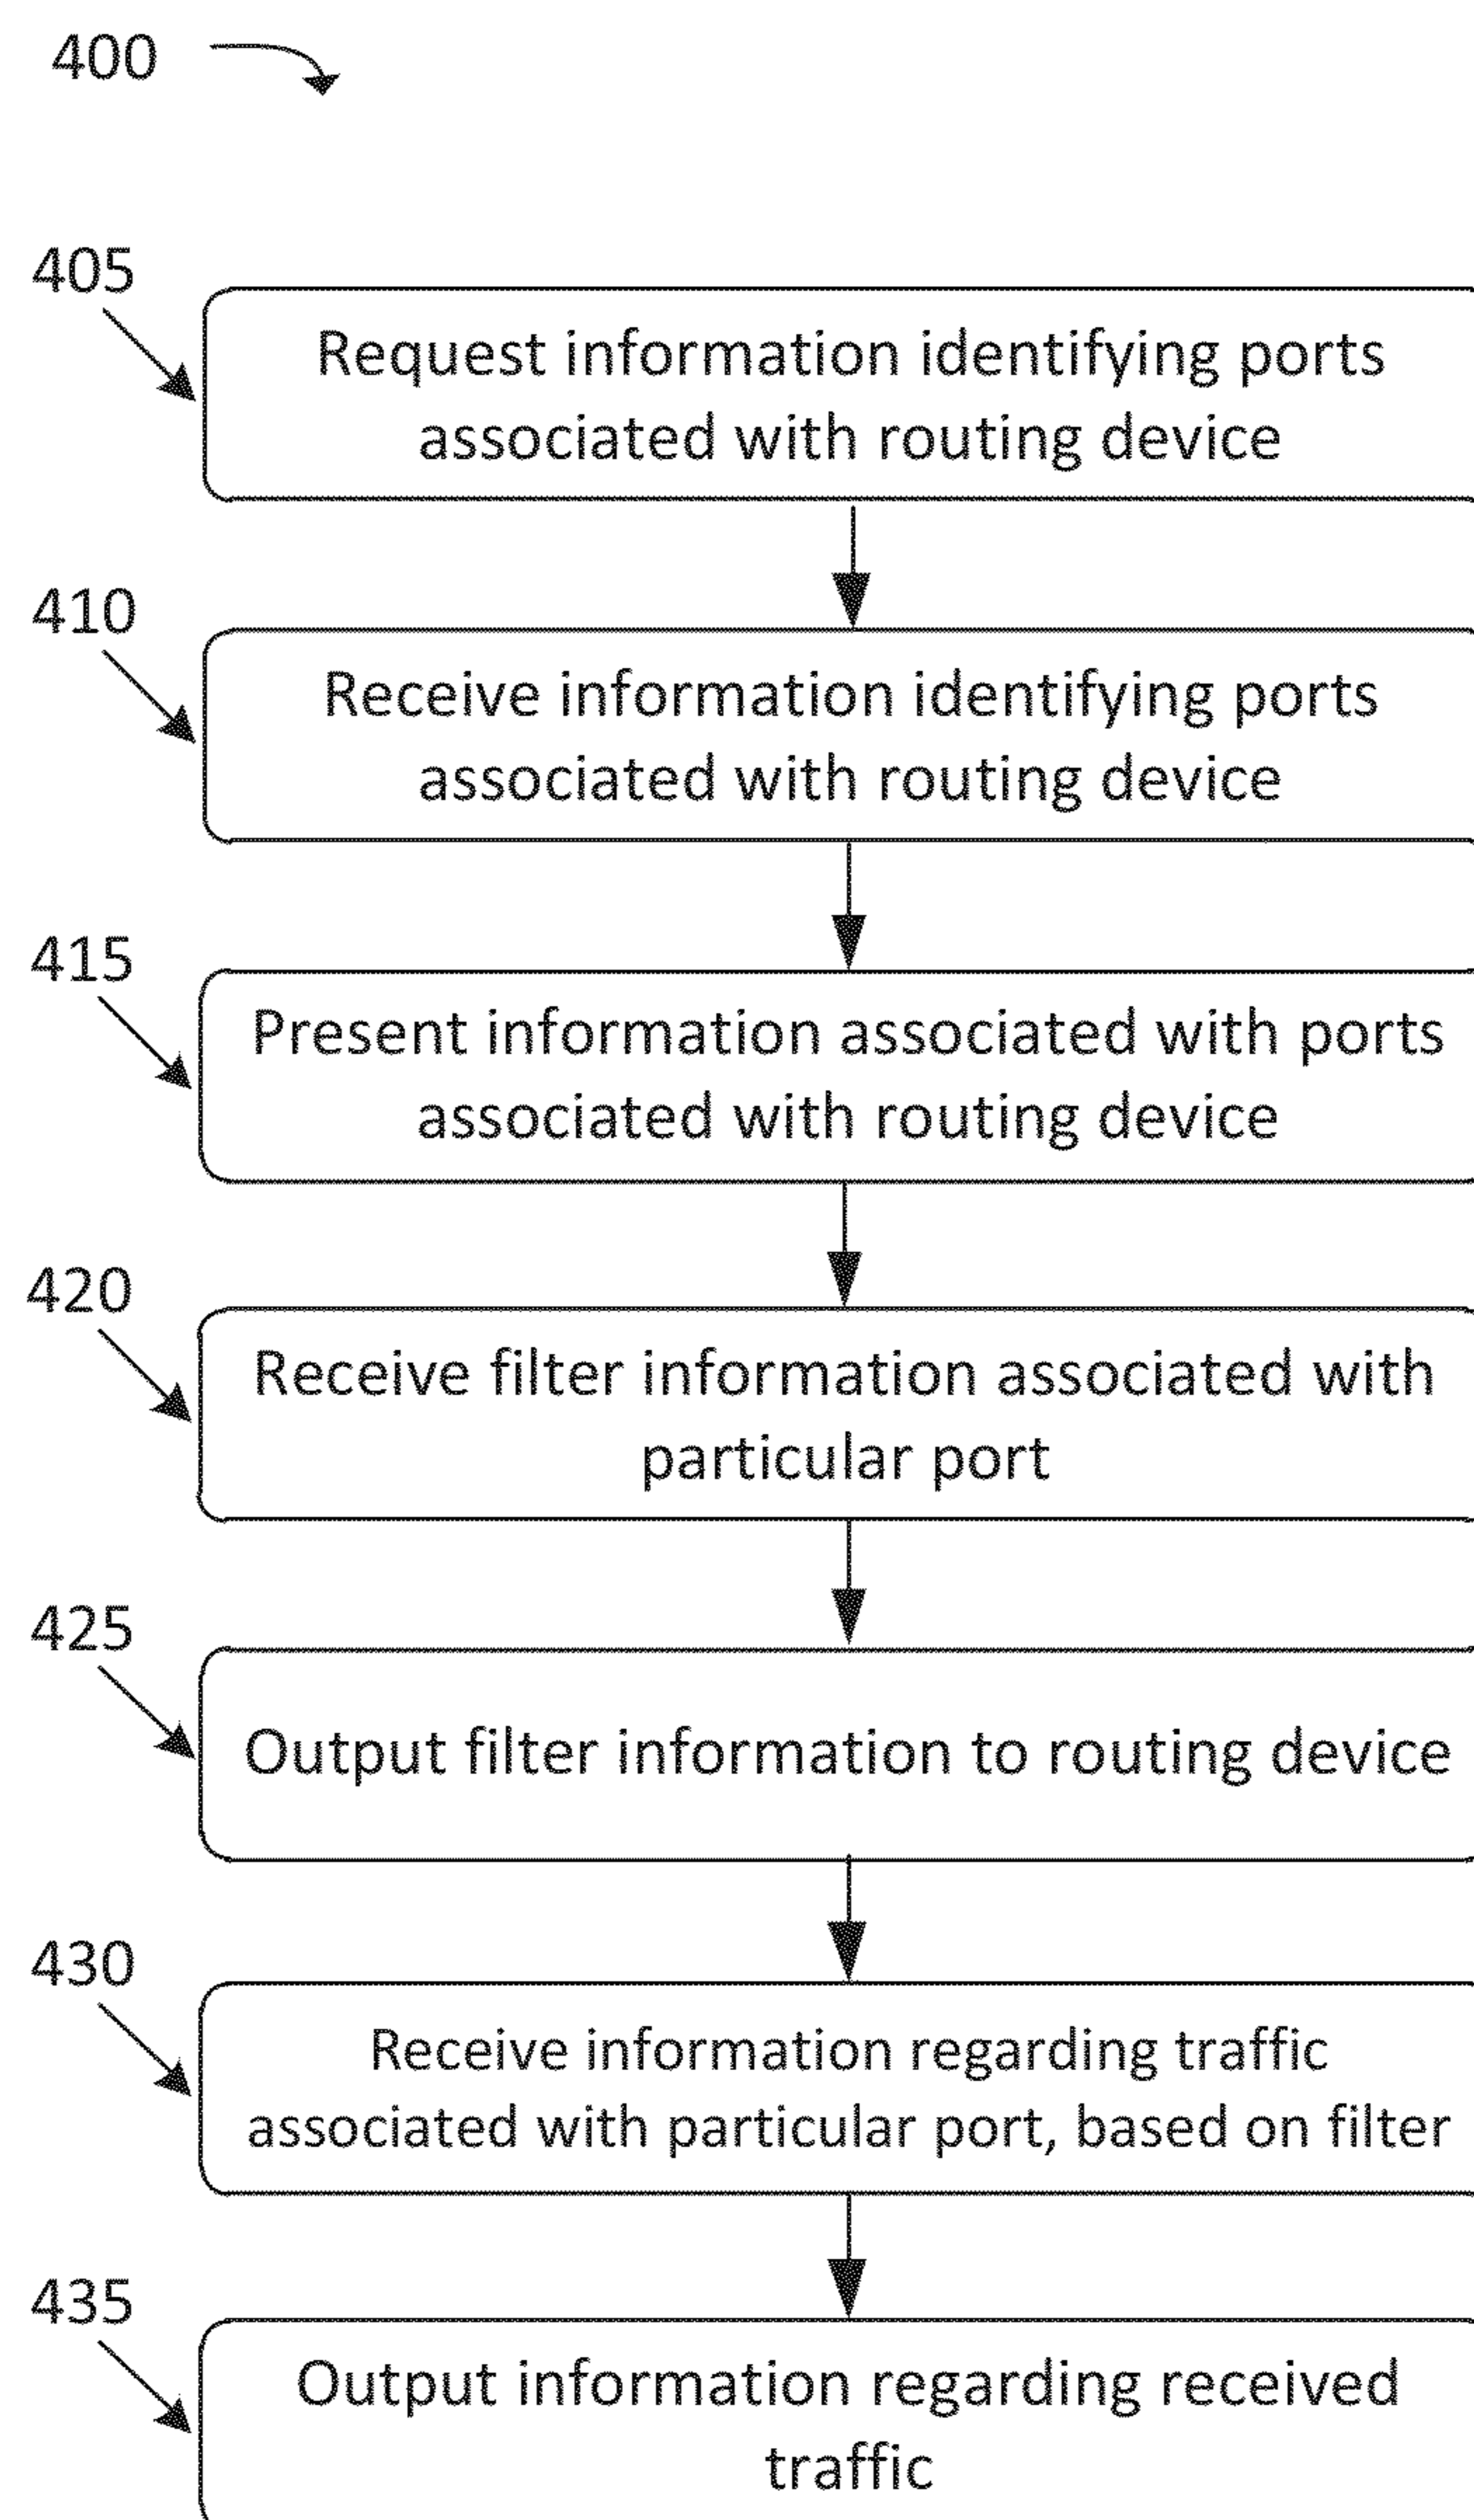 400
405
Request information identifying ports
associated with routing device
410
Receive information identifying ports
associated with routing device
415
Present information associated with ports
associated with routing device
420
Receive filter information associated with
particular port
425
Output filter information to routing device
430
Receive information regarding traffic
associated with particular port, based on filter
435
Output information regarding received
traffic